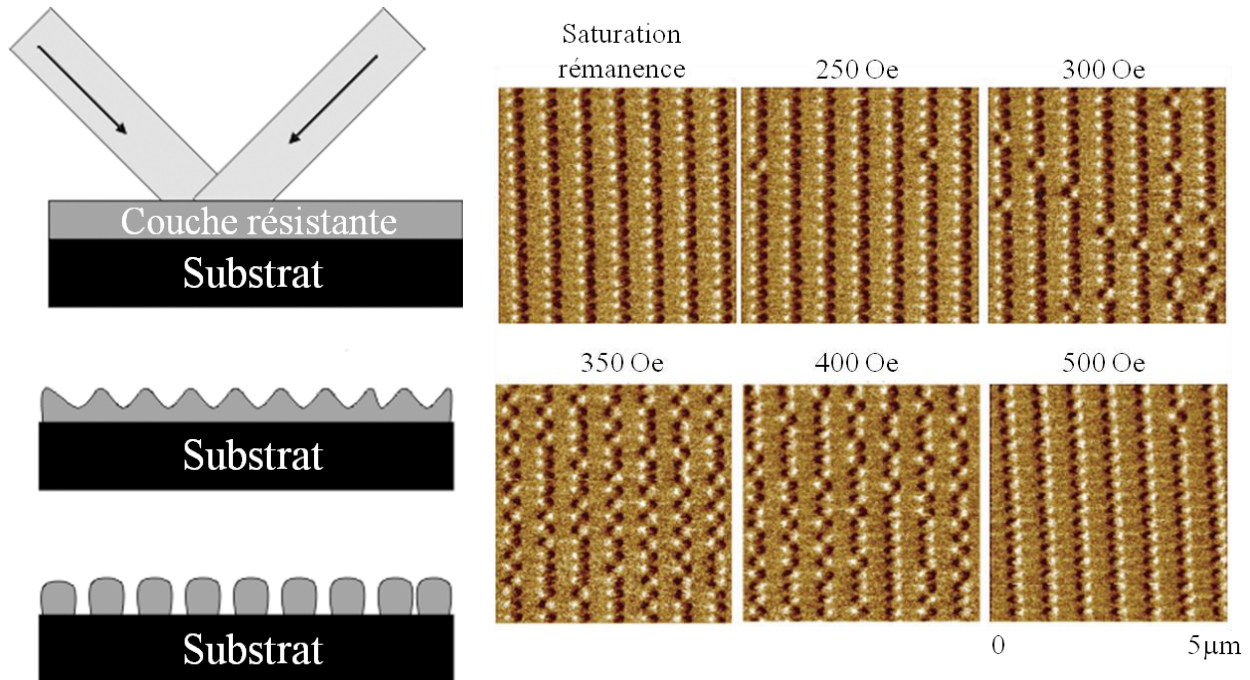 Couche résistante
Substrat
Substrat
Substrat
Saturation
rémanence
250 Oe
300 Oe
350 Oe
400 Oe
500 Oe
0
5μm